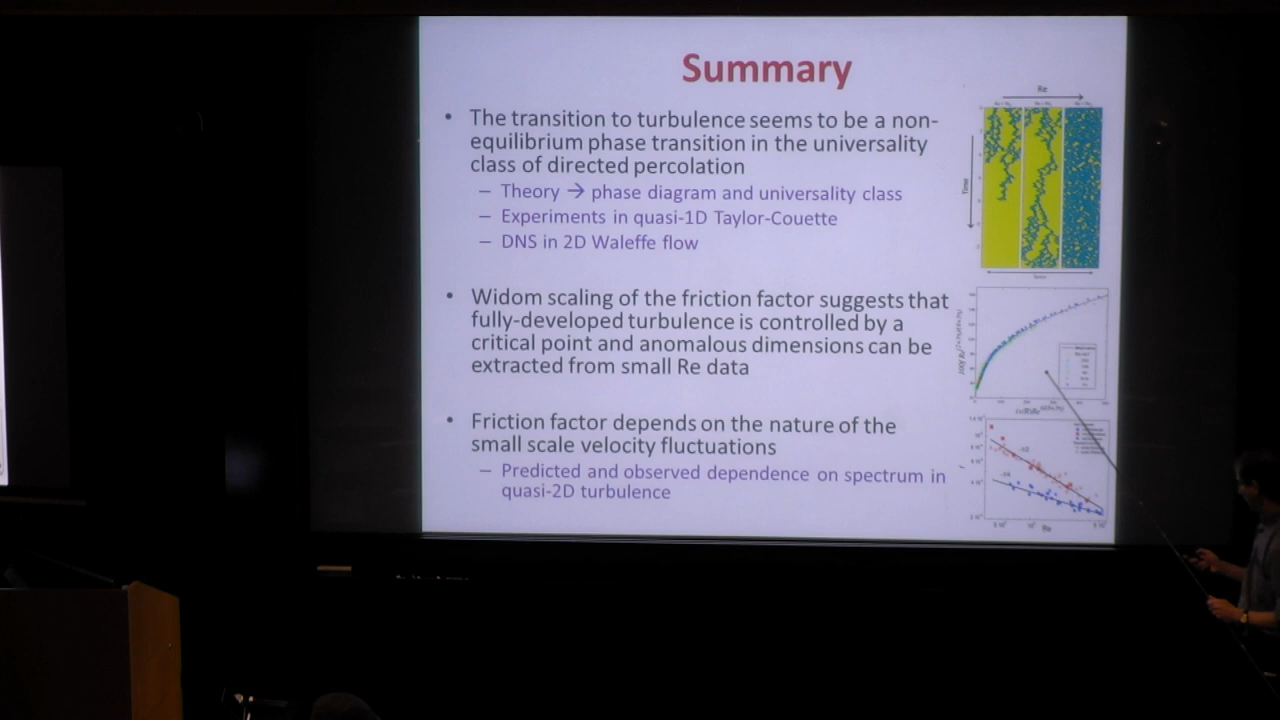 Summary
• The transition to turbulence seems to be a non-
equilibrium phase transition in the universality
class of directed percolation
– Theory → phase diagram and universality class
– Experiments in quasi-1D Taylor-Couette
– DNS in 2D Waleffe flow
• Widom scaling of the friction factor suggests that
fully-developed turbulence is controlled by a
critical point and anomalous dimensions can be
extracted from small Re data
• Friction factor depends on the nature of the
small scale velocity fluctuations
– Predicted and observed dependence on spectrum in
quasi-2D turbulence
Re
Time
Space
Re